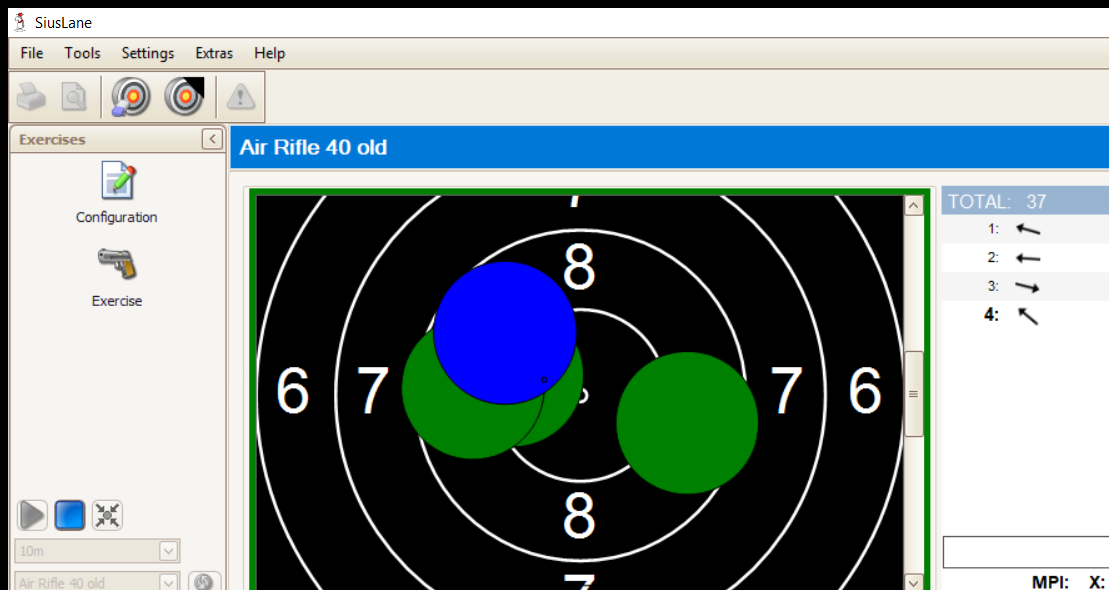 SiusLane
File Tools Settings Extras Help
Exercises
Air Rifle 40 old
Configuration
Exercise
10m
Air Rifle 40 old
7
8
6 7 7 6
8
7
TOTAL: 37
1:
2:
3:
4:
MPI: X: